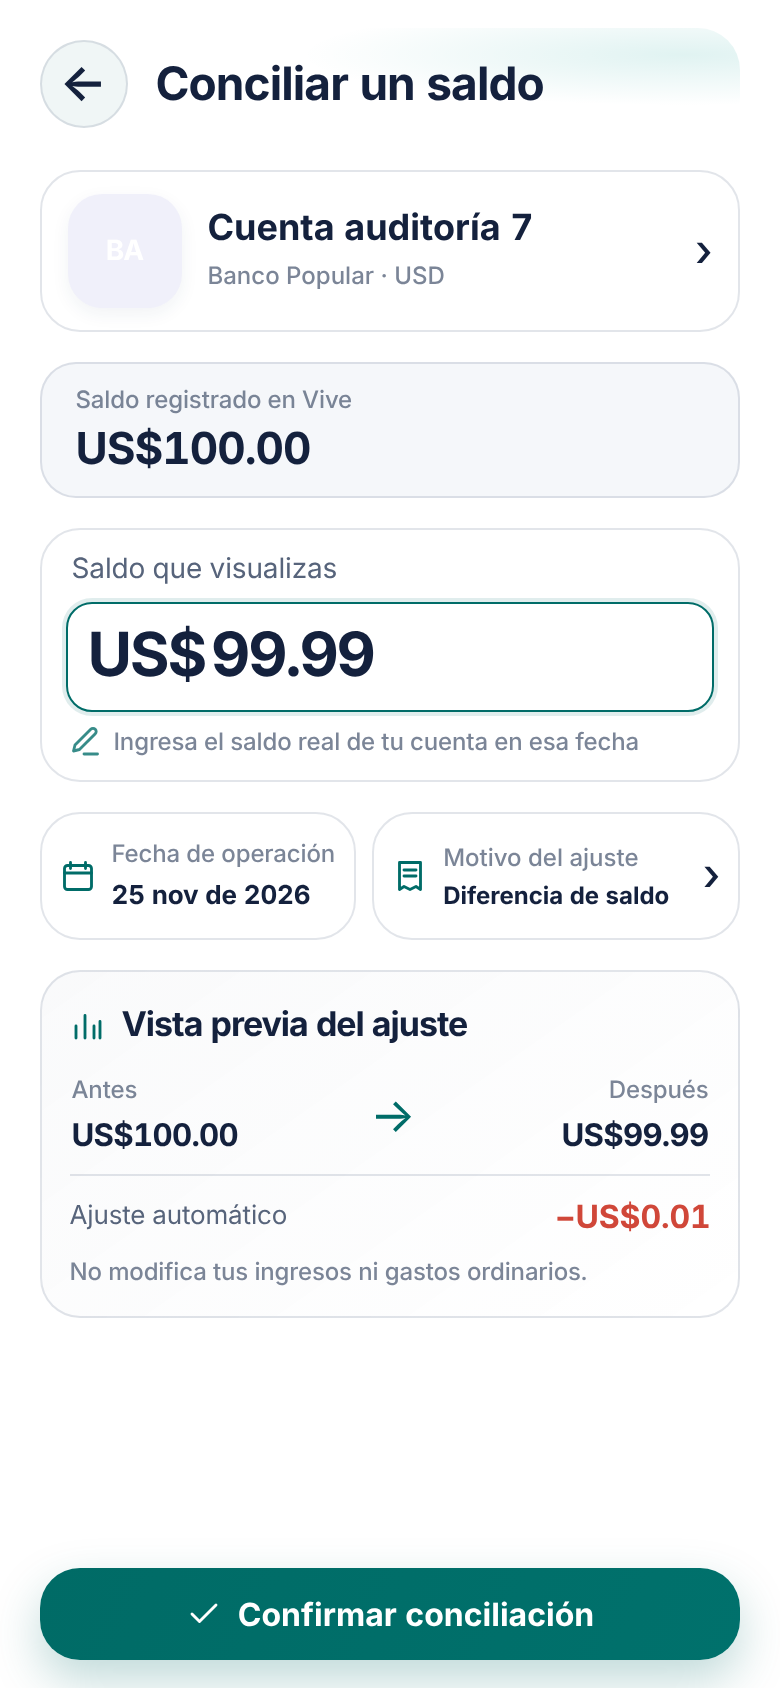 Conciliar un saldo
BA
Cuenta auditoría 7
Banco Popular · USD
Saldo registrado en Vive
US$100.00
Saldo que visualizas
US$99.99
Ingresa el saldo real de tu cuenta en esa fecha
Fecha de operación
25 nov de 2026
Motivo del ajuste
Diferencia de saldo
Vista previa del ajuste
Antes
US$100.00
Después
US$99.99
Ajuste automático
−US$0.01
No modifica tus ingresos ni gastos ordinarios.
Confirmar conciliación